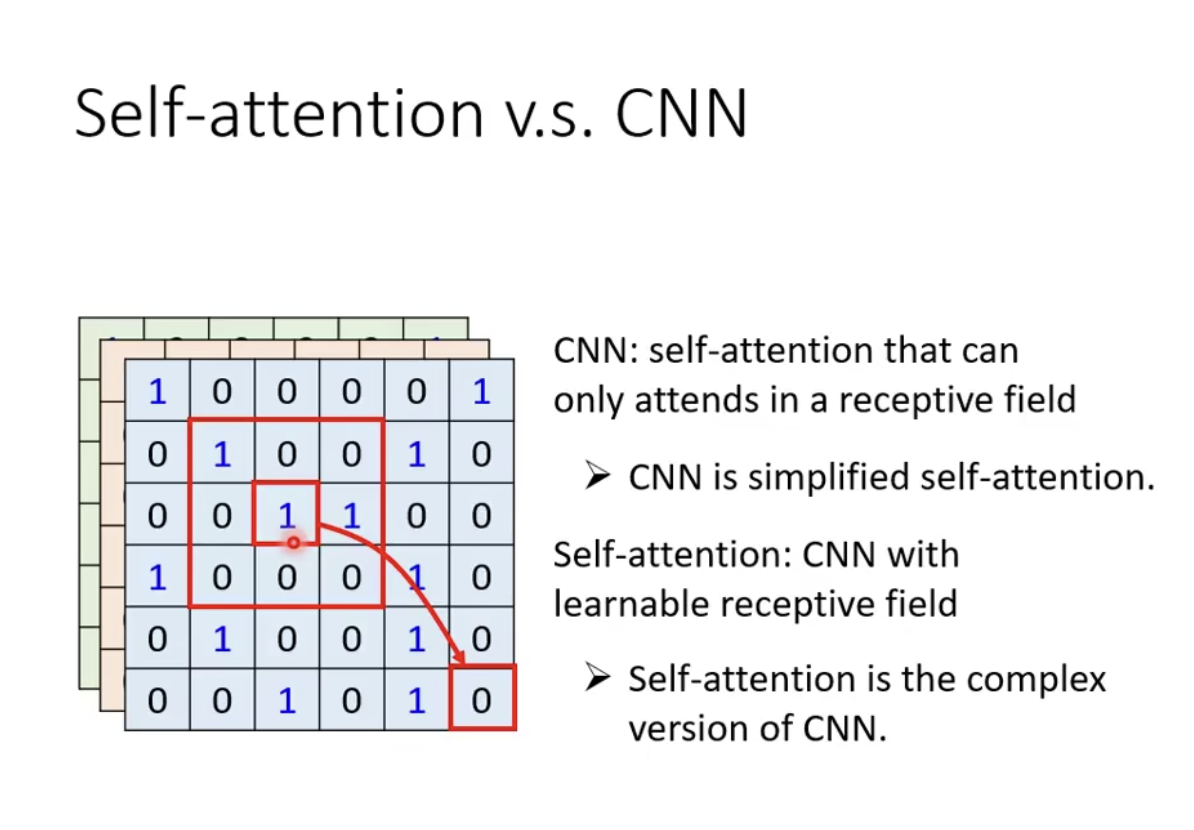 Self-attention v.s. CNN
1 0 0 0 0 1
0 1 0 0 1 0
0 0 1 1 0 0
1 0 0 0 1 0
0 1 0 0 1 0
0 0 1 0 1 0
CNN: self-attention that can
only attends in a receptive field
➢ CNN is simplified self-attention.
Self-attention: CNN with
learnable receptive field
➢ Self-attention is the complex
version of CNN.